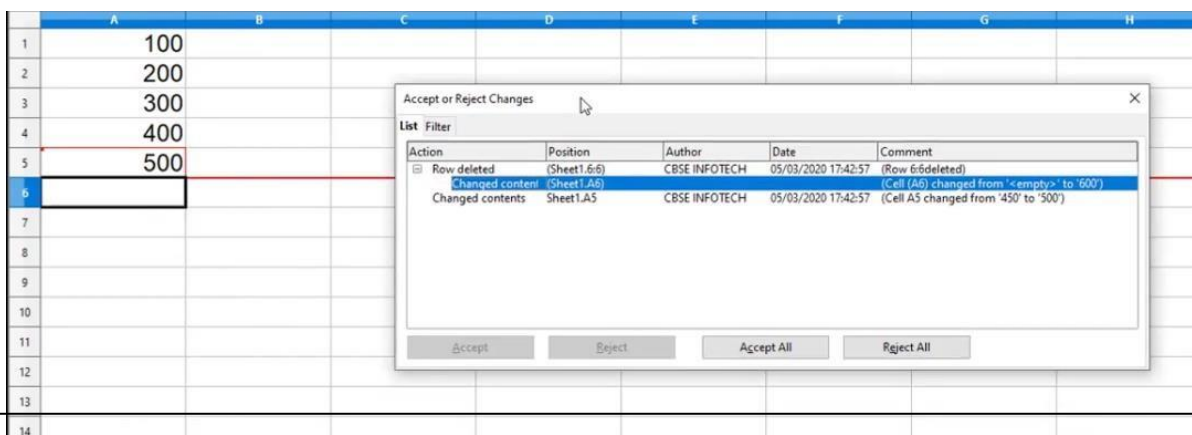 A B C D E F G H
1 100
2 200
3 300
4 400
5 500
6
7
8
9
10
11
12
13
14
Accept or Reject Changes
List Filter
Action Position Author Date Comment
Row deleted (Sheet1.6:6) CBSE INFOTECH 05/03/2020 17:42:57 (Row 6:6deleted)
Changed content (Sheet1.A6) (Cell (A6) changed from '<empty>' to '600')
Changed contents Sheet1.A5 CBSE INFOTECH 05/03/2020 17:42:57 (Cell A5 changed from '450' to '500')
Accept Reject Accept All Reject All